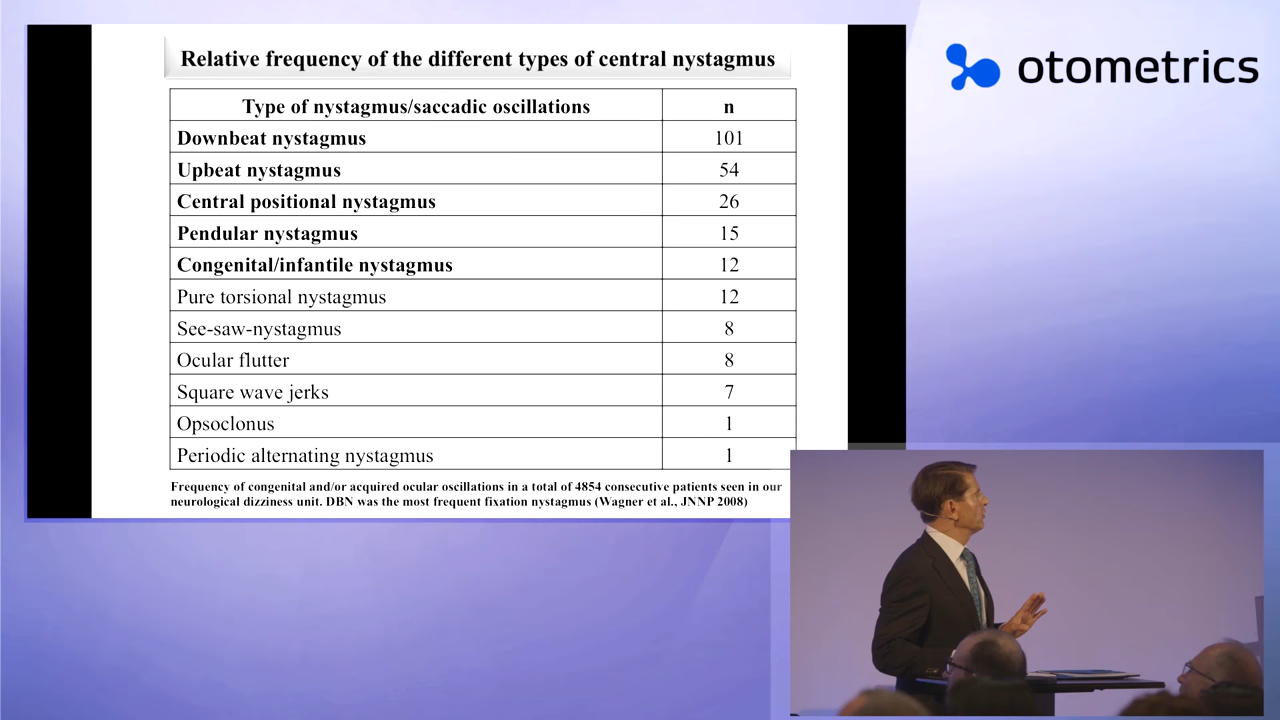 Relative frequency of the different types of central nystagmus
Type of nystagmus/saccadic oscillations n
Downbeat nystagmus 101
Upbeat nystagmus 54
Central positional nystagmus 26
Pendular nystagmus 15
Congenital/infantile nystagmus 12
Pure torsional nystagmus 12
See-saw-nystagmus 8
Ocular flutter 8
Square wave jerks 7
Opsoclonus 1
Periodic alternating nystagmus 1
Frequency of congenital and/or acquired ocular oscillations in a total of 4854 consecutive patients seen in our
neurological dizziness unit. DBN was the most frequent fixation nystagmus (Wagner et al., JNNP 2008)
otometrics